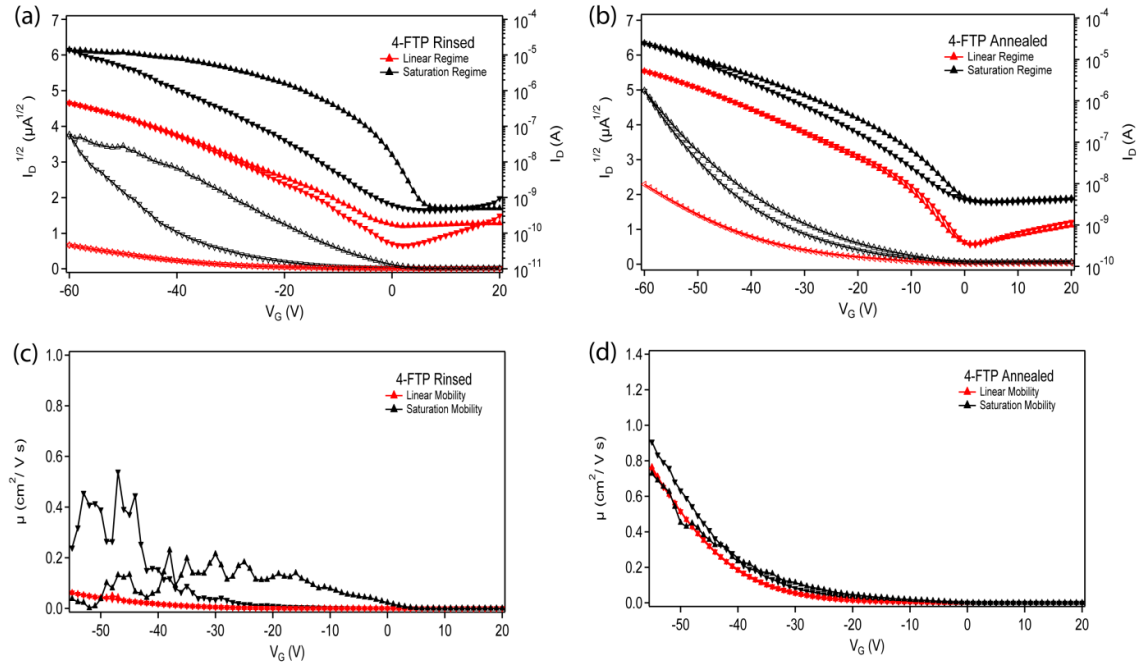 (a)
4-FTP Rinsed
Linear Regime
Saturation Regime
7
6
5
4
3
2
1
0
I_D^{1/2} (µA^{1/2})
10^{-4}
10^{-5}
10^{-6}
10^{-7}
10^{-8}
10^{-9}
10^{-10}
10^{-11}
I_D (A)
-60 -40 -20 0 20
V_G (V)
(b)
4-FTP Annealed
Linear Regime
Saturation Regime
7
6
5
4
3
2
1
0
I_D^{1/2} (µA^{1/2})
10^{-4}
10^{-5}
10^{-6}
10^{-7}
10^{-8}
10^{-9}
10^{-10}
I_D (A)
-60 -50 -40 -30 -20 -10 0 10 20
V_G (V)
(c)
4-FTP Rinsed
Linear Mobility
Saturation Mobility
1.0
0.8
0.6
0.4
0.2
0.0
µ (cm²/ V s)
-50 -40 -30 -20 -10 0 10 20
V_G (V)
(d)
4-FTP Annealed
Linear Mobility
Saturation Mobility
1.4
1.2
1.0
0.8
0.6
0.4
0.2
0.0
µ (cm²/ V s)
-50 -40 -30 -20 -10 0 10 20
V_G (V)